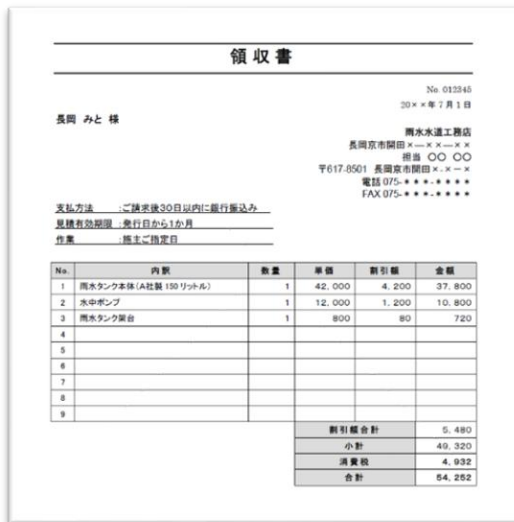 領収書
No. 012345
20××年7月1日
長岡 みと 様
雨水水道工務店
長岡京市開田×―××―××
担当 〇〇 〇〇
〒617-8501 長岡京市開田×-×-×
電話 075-***-****
FAX 075-***-****
支払方法 :ご請求後30日以内に銀行振込み
見積有効期限 :発行日から1か月
作業 :施主ご指定日
No. 内訳 数量 単価 割引額 金額
1 雨水タンク本体(A社製 150リットル) 1 42,000 4,200 37,800
2 水中ポンプ 1 12,000 1,200 10,800
3 雨水タンク架台 1 800 80 720
4
5
6
7
8
9
割引額合計 5,480
小計 49,320
消費税 4,932
合計 54,252